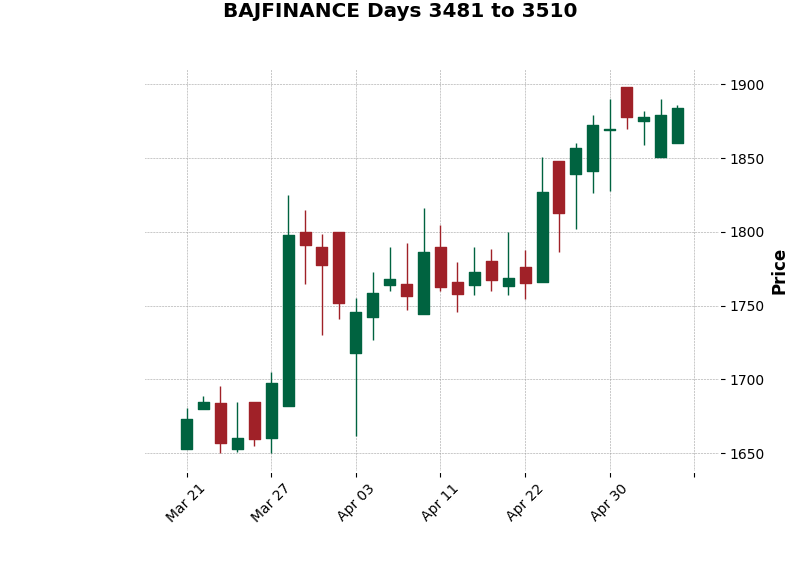 BAJFINANCE Days 3481 to 3510
1900
1850
1800
1750
1700
1650
Price
Mar 21
Mar 27
Apr 03
Apr 11
Apr 22
Apr 30